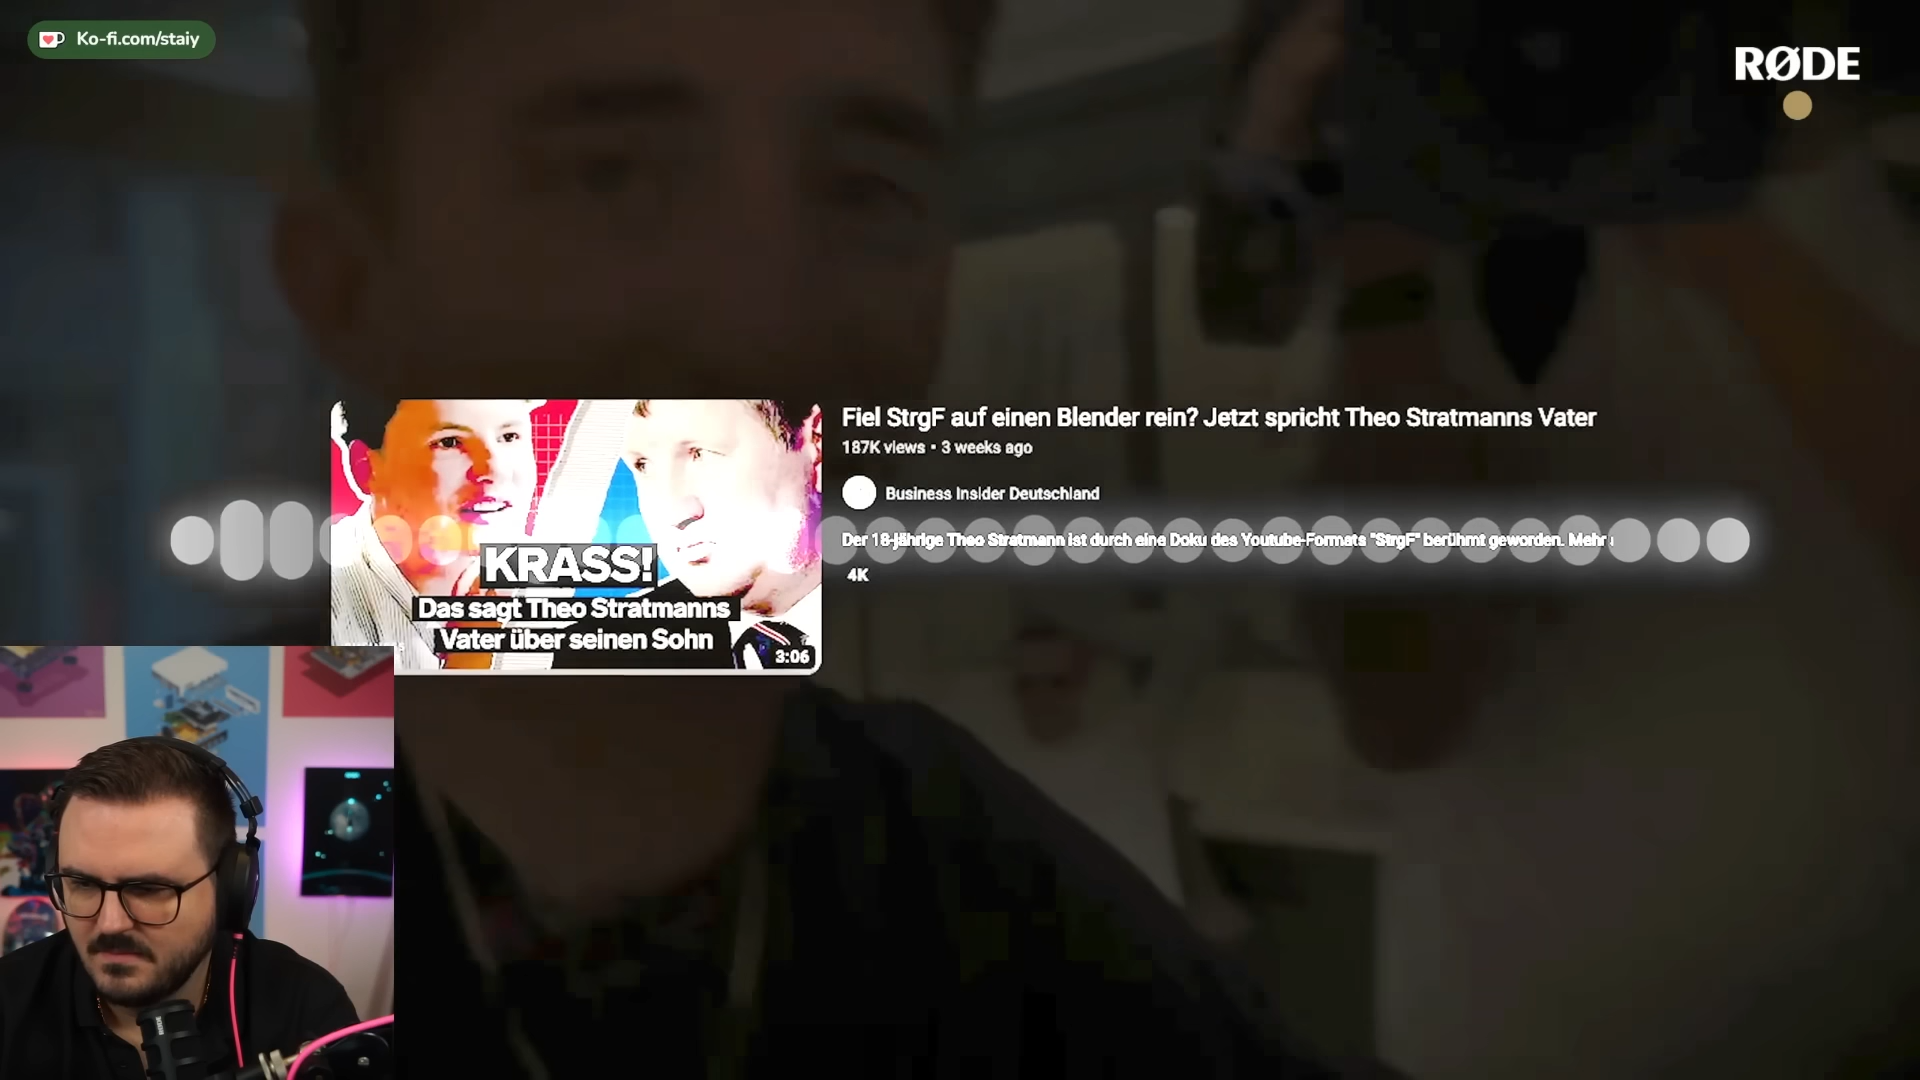 Ko-fi.com/staiy
RØDE
Fiel StrgF auf einen Blender rein? Jetzt spricht Theo Stratmanns Vater
187K views • 3 weeks ago
Business Insider Deutschland
Der 18-jährige Theo Stratmann ist durch eine Doku des Youtube-Formats "StrgF" berühmt geworden. Mehr
4K
KRASS!
Das sagt Theo Stratmanns
Vater über seinen Sohn
3:06